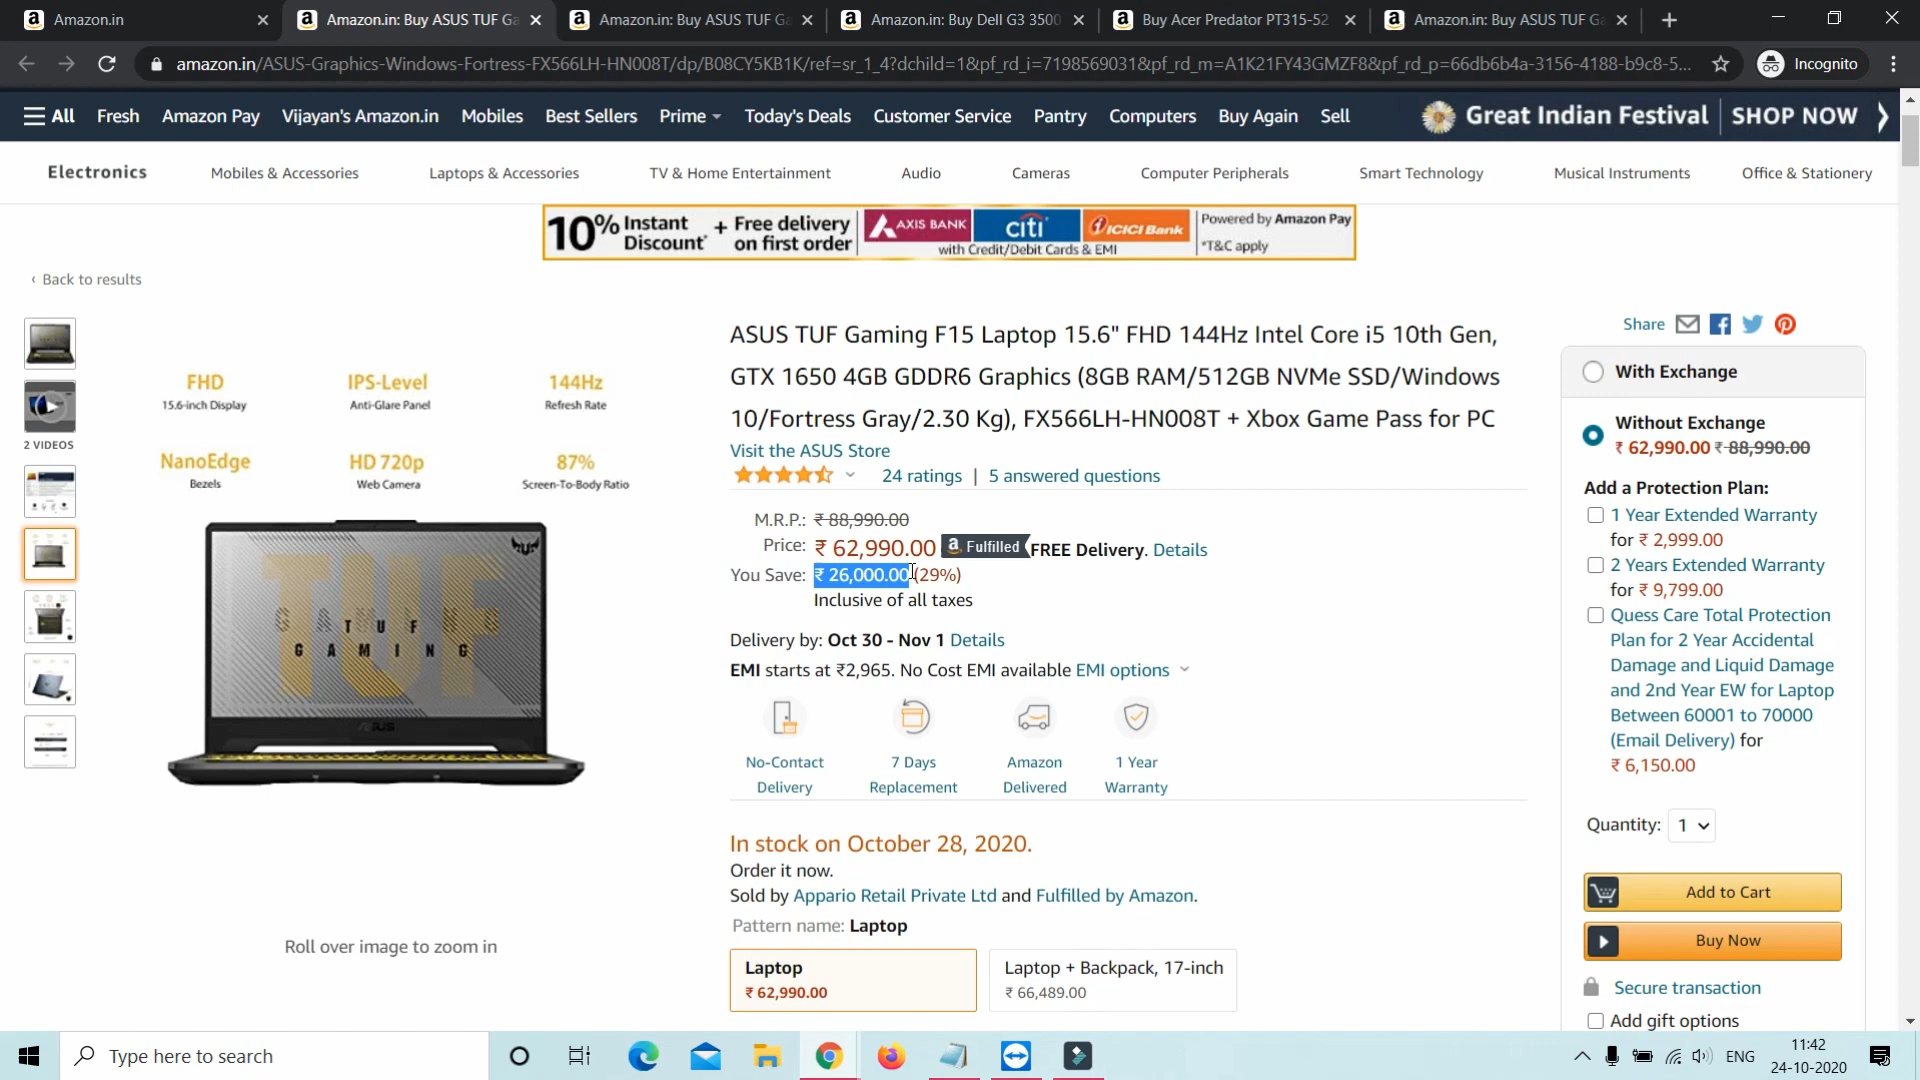 Amazon.in
Amazon.in: Buy ASUS TUF Ga
Amazon.in: Buy ASUS TUF G
Amazon.in: Buy Dell G3 3500
Buy Acer Predator PT315-52
Amazon.in: Buy ASUS TUF G
amazon.in/ASUS-Graphics-Windows-Fortress-FX566LH-HN008T/dp/B08CY5KB1K/ref=sr_1_4?dchild=1&pf_rd_i=7198569031&pf_rd_m=A1K21FY43GMZF8&pf_rd_p=66db6b4a-3156-4188-b9c8-5...
Incognito
All Fresh Amazon Pay Vijayan's Amazon.in Mobiles Best Sellers Prime Today's Deals Customer Service Pantry Computers Buy Again Sell
Great Indian Festival SHOP NOW
Electronics Mobiles & Accessories Laptops & Accessories TV & Home Entertainment Audio Cameras Computer Peripherals Smart Technology Musical Instruments Office & Stationery
10% Instant Discount* + Free delivery on first order
AXIS BANK citi ICICI Bank
with Credit/Debit Cards & EMI
Powered by Amazon Pay
*T&C apply
‹ Back to results
2 VIDEOS
FHD
15.6-inch Display
IPS-Level
Anti-Glare Panel
144Hz
Refresh Rate
NanoEdge
Bezels
HD 720p
Web Camera
87%
Screen-To-Body Ratio
TUF
GATUFNG
GAMING
ASUS
Roll over image to zoom in
ASUS TUF Gaming F15 Laptop 15.6" FHD 144Hz Intel Core i5 10th Gen,
GTX 1650 4GB GDDR6 Graphics (8GB RAM/512GB NVMe SSD/Windows
10/Fortress Gray/2.30 Kg), FX566LH-HN008T + Xbox Game Pass for PC
Visit the ASUS Store
24 ratings | 5 answered questions
M.R.P.: ₹ 88,990.00
Price: ₹ 62,990.00 a Fulfilled FREE Delivery. Details
You Save: ₹ 26,000.00 (29%)
Inclusive of all taxes
Delivery by: Oct 30 - Nov 1 Details
EMI starts at ₹2,965. No Cost EMI available EMI options
No-Contact
Delivery
7 Days
Replacement
Amazon
Delivered
1 Year
Warranty
In stock on October 28, 2020.
Order it now.
Sold by Appario Retail Private Ltd and Fulfilled by Amazon.
Pattern name: Laptop
Laptop
₹ 62,990.00
Laptop + Backpack, 17-inch
₹ 66,489.00
Share
With Exchange
Without Exchange
₹ 62,990.00 ₹ 88,990.00
Add a Protection Plan:
1 Year Extended Warranty
for ₹ 2,999.00
2 Years Extended Warranty
for ₹ 9,799.00
Quess Care Total Protection
Plan for 2 Year Accidental
Damage and Liquid Damage
and 2nd Year EW for Laptop
Between 60001 to 70000
(Email Delivery) for
₹ 6,150.00
Quantity: 1
Add to Cart
Buy Now
Secure transaction
Add gift options
Type here to search
ENG
11:42
24-10-2020